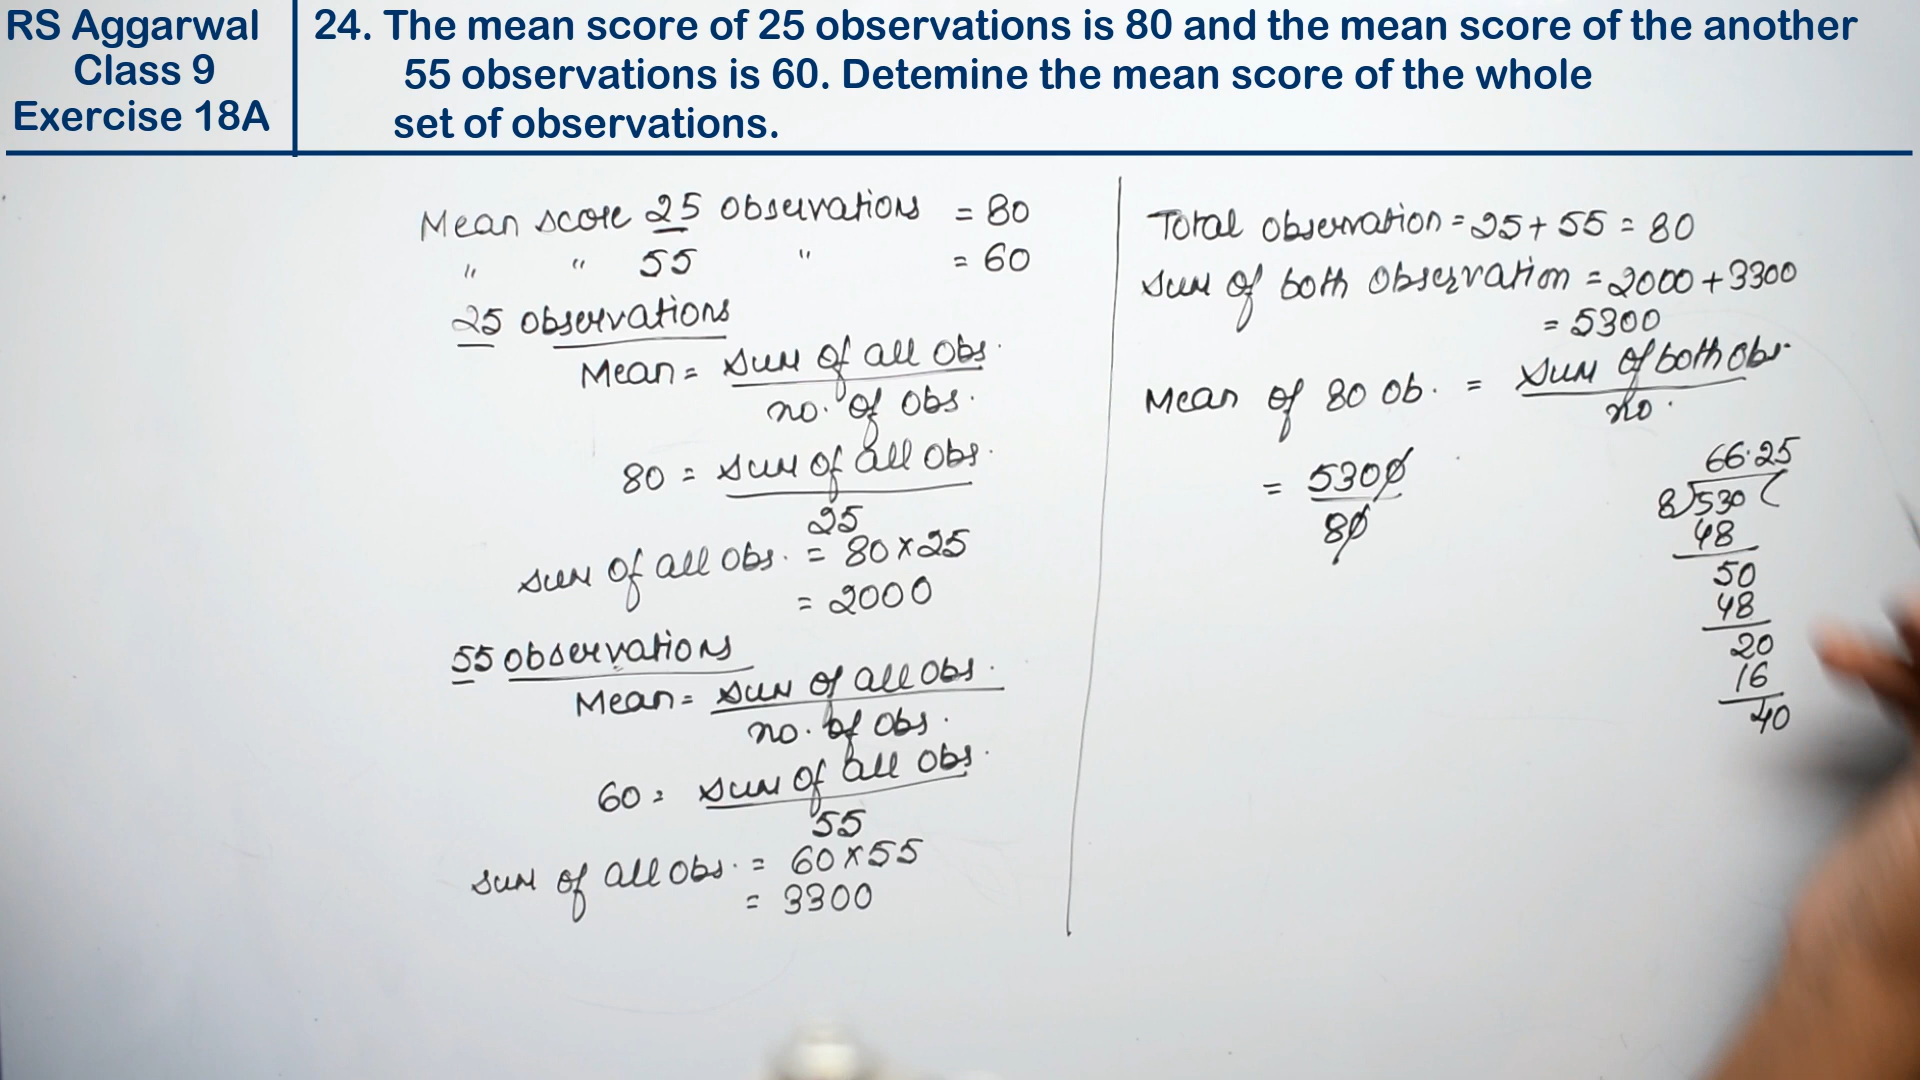 RS Aggarwal
Class 9
Exercise 18A
24. The mean score of 25 observations is 80 and the mean score of the another
55 observations is 60. Detemine the mean score of the whole
set of observations.
Mean score 25 observations = 80
" " 55 " = 60
25 observations
Mean = sum of all obs.
no. of obs.
80 = sum of all obs.
25
sum of all obs. = 80×25
= 2000
55 observations
Mean = sum of all obs.
no. of obs.
60 = sum of all obs.
55
sum of all obs. = 60×55
= 3300
Total observation = 25+55 = 80
sum of both observation = 2000+3300
= 5300
Mean of 80 ob. = sum of both obs.
no.
= 5300
80
66.25
8)530(
48
50
48
20
16
40